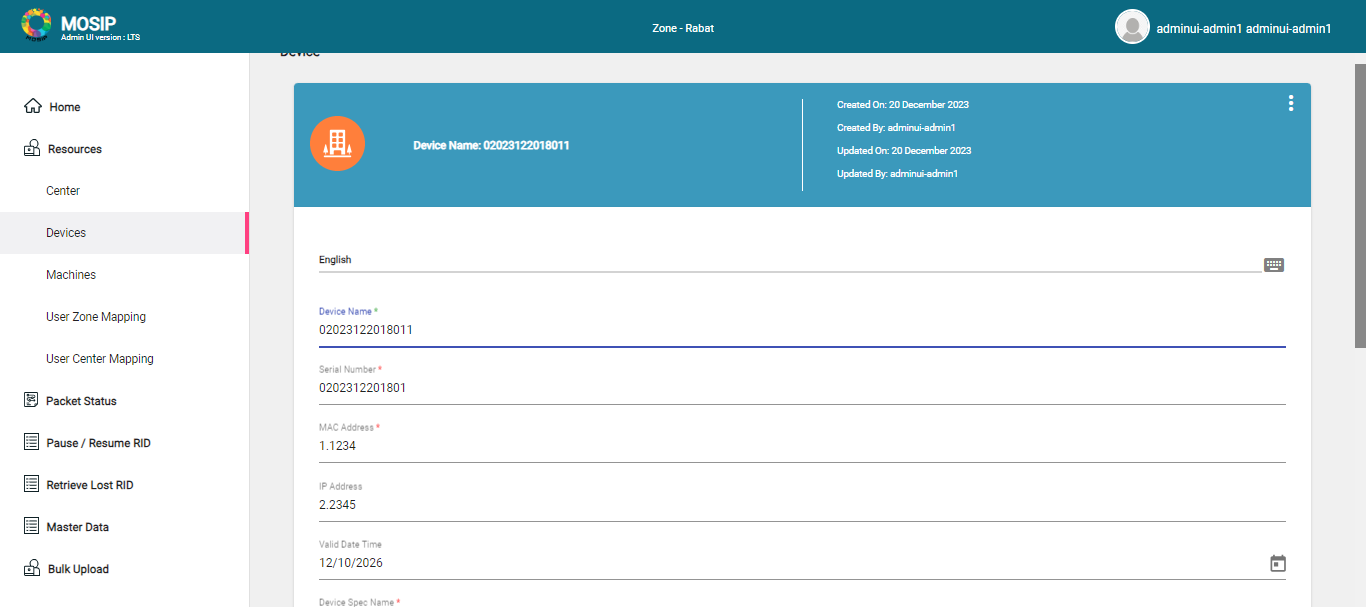 MOSIP
Admin UI version : LTS
Zone - Rabat
adminui-admin1 adminui-admin1
Home
Resources
Center
Devices
Machines
User Zone Mapping
User Center Mapping
Packet Status
Pause / Resume RID
Retrieve Lost RID
Master Data
Bulk Upload
Device
Device Name: 02023122018011
Created On: 20 December 2023
Created By: adminui-admin1
Updated On: 20 December 2023
Updated By: adminui-admin1
English
Device Name *
02023122018011
Serial Number *
0202312201801
MAC Address *
1.1234
IP Address
2.2345
Valid Date Time
12/10/2026
Device Spec Name *